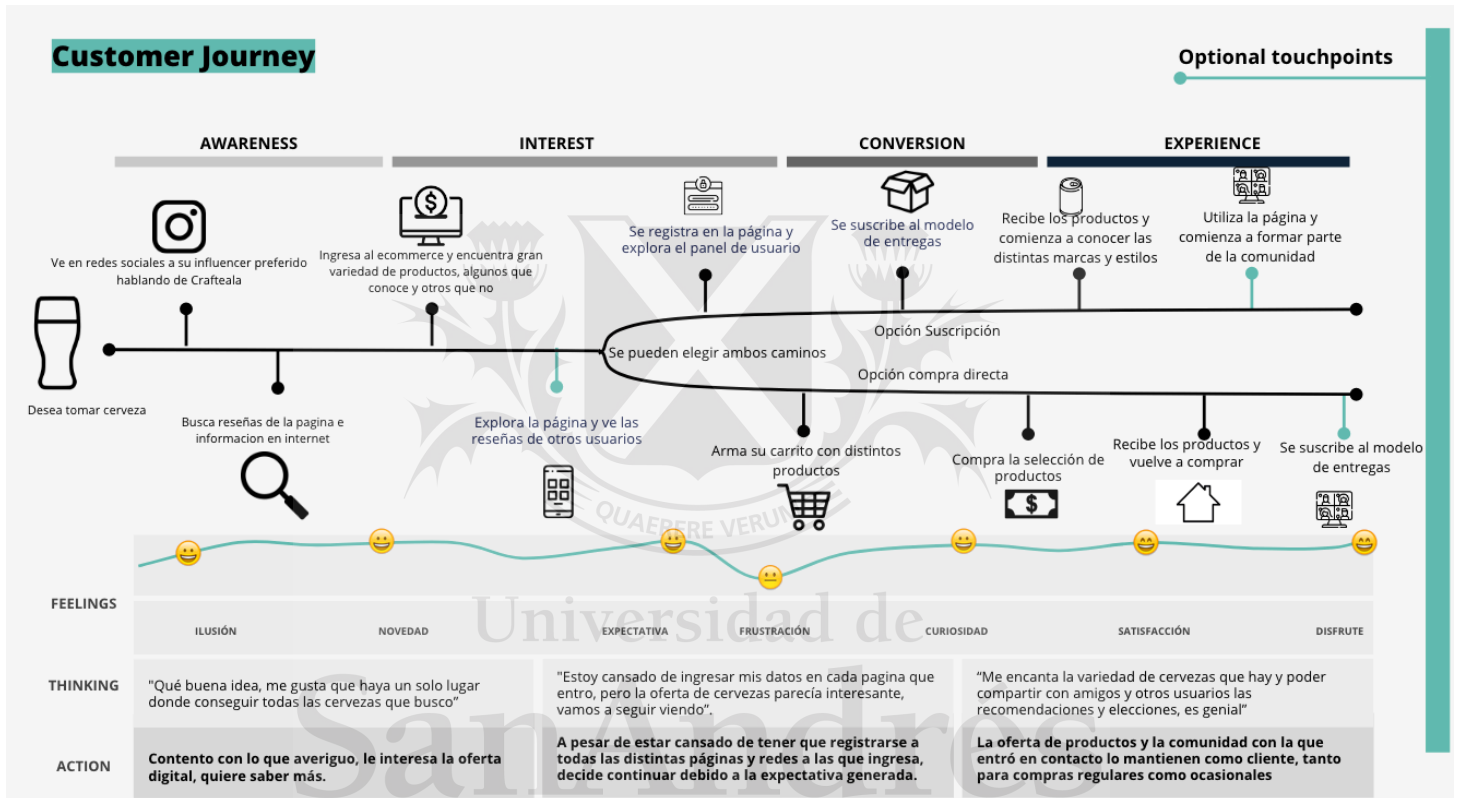 Customer Journey
Optional touchpoints
AWARENESS
INTEREST
CONVERSION
EXPERIENCE
Ve en redes sociales a su influencer preferido
hablando de Crafteala
Ingresa al ecommerce y encuentra gran
variedad de productos, algunos que
conoce y otros que no
Se registra en la página y
explora el panel de usuario
Se suscribe al modelo
de entregas
Recibe los productos y
comienza a conocer las
distintas marcas y estilos
Utiliza la página y
comienza a formar parte
de la comunidad
Opción Suscripción
Se pueden elegir ambos caminos
Opción compra directa
Desea tomar cerveza
Busca reseñas de la pagina e
informacion en internet
Explora la página y ve las
reseñas de otros usuarios
Arma su carrito con distintos
productos
Compra la selección de
productos
Recibe los productos y
vuelve a comprar
Se suscribe al modelo
de entregas
QUAERERE VERUM
FEELINGS
ILUSIÓN
NOVEDAD
EXPECTATIVA
FRUSTRACIÓN
CURIOSIDAD
SATISFACCIÓN
DISFRUTE
Universidad de
SanAndrés
THINKING
"Qué buena idea, me gusta que haya un solo lugar
donde conseguir todas las cervezas que busco”
"Estoy cansado de ingresar mis datos en cada pagina que
entro, pero la oferta de cervezas parecía interesante,
vamos a seguir viendo”.
“Me encanta la variedad de cervezas que hay y poder
compartir con amigos y otros usuarios las
recomendaciones y elecciones, es genial”
ACTION
Contento con lo que averiguo, le interesa la oferta
digital, quiere saber más.
A pesar de estar cansado de tener que registrarse a
todas las distintas páginas y redes a las que ingresa,
decide continuar debido a la expectativa generada.
La oferta de productos y la comunidad con la que
entró en contacto lo mantienen como cliente, tanto
para compras regulares como ocasionales